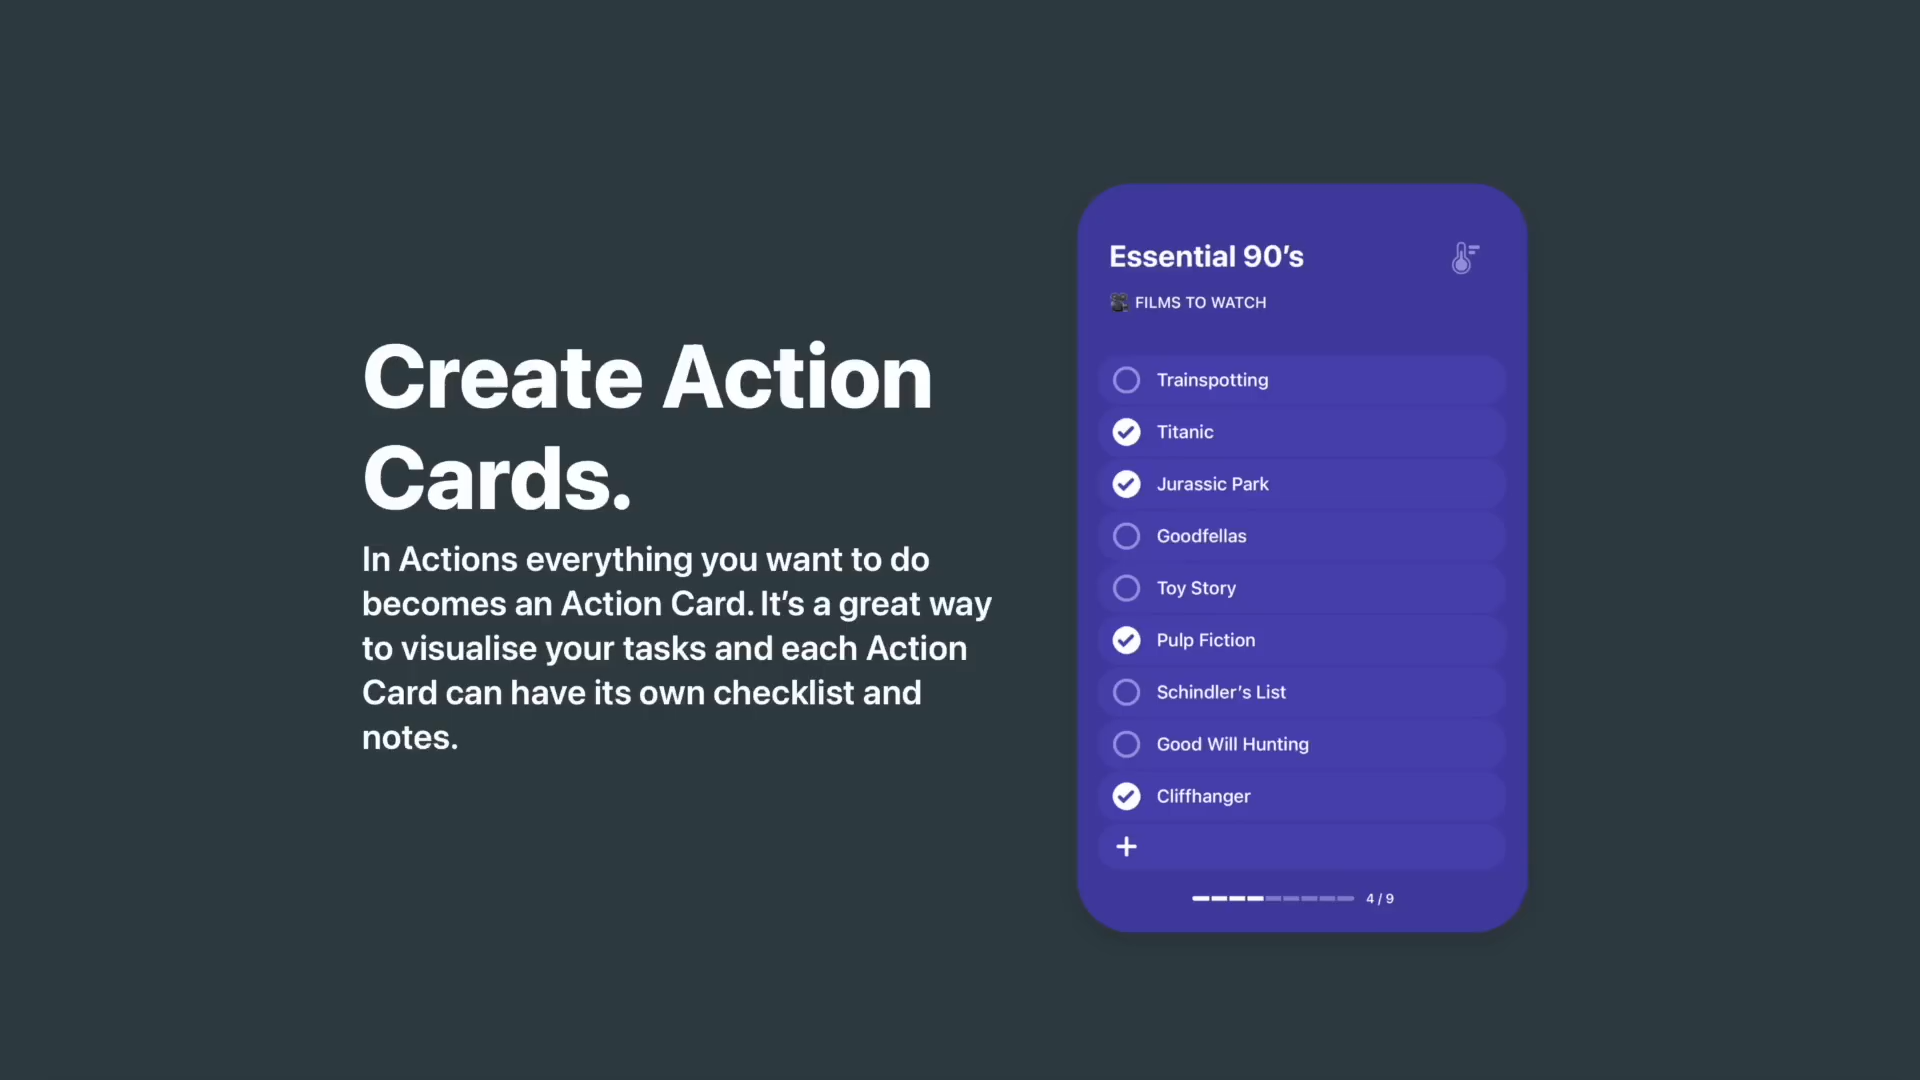 Create Action
Cards.
In Actions everything you want to do
becomes an Action Card. It’s a great way
to visualise your tasks and each Action
Card can have its own checklist and
notes.
Essential 90’s
FILMS TO WATCH
Trainspotting
Titanic
Jurassic Park
Goodfellas
Toy Story
Pulp Fiction
Schindler’s List
Good Will Hunting
Cliffhanger
4 / 9